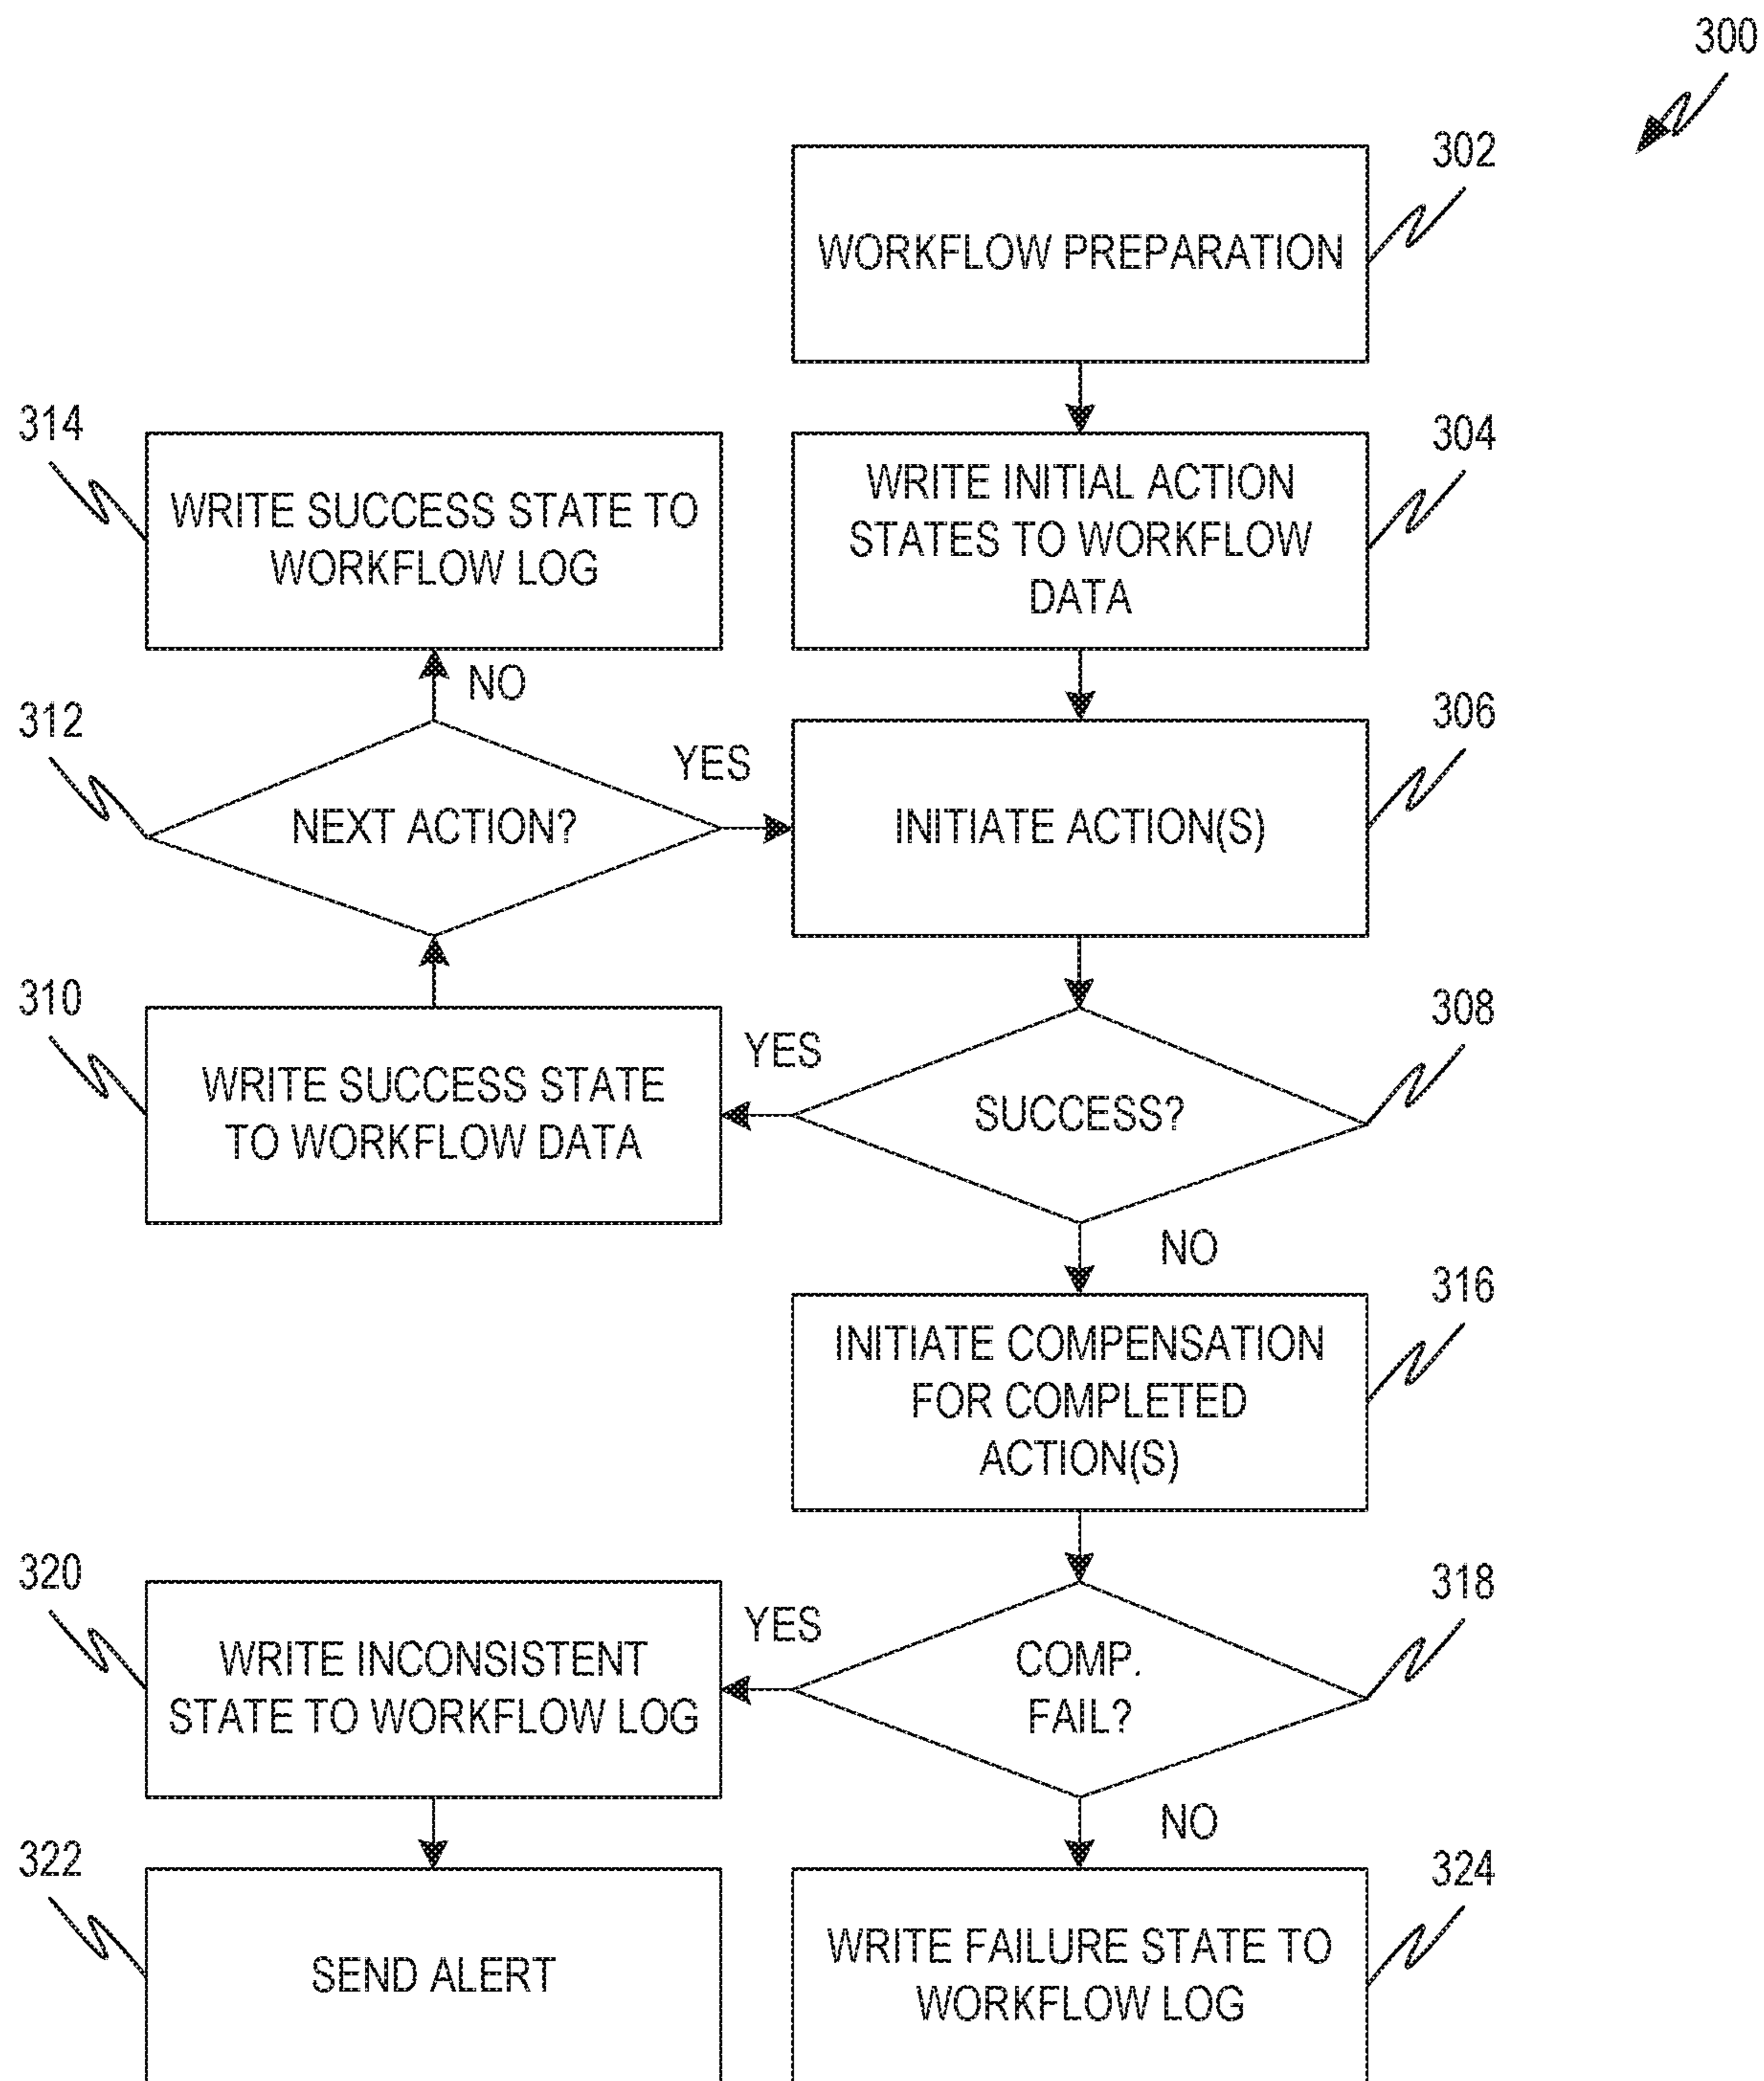 300
302
WORKFLOW PREPARATION
314
304
WRITE SUCCESS STATE TO
WORKFLOW LOG
WRITE INITIAL ACTION
STATES TO WORKFLOW
DATA
NO
312
306
YES
NEXT ACTION?
INITIATE ACTION(S)
310
308
YES
WRITE SUCCESS STATE
TO WORKFLOW DATA
SUCCESS?
NO
316
INITIATE COMPENSATION
FOR COMPLETED
ACTION(S)
320
318
YES
WRITE INCONSISTENT
STATE TO WORKFLOW LOG
COMP.
FAIL?
NO
322
324
SEND ALERT
WRITE FAILURE STATE TO
WORKFLOW LOG